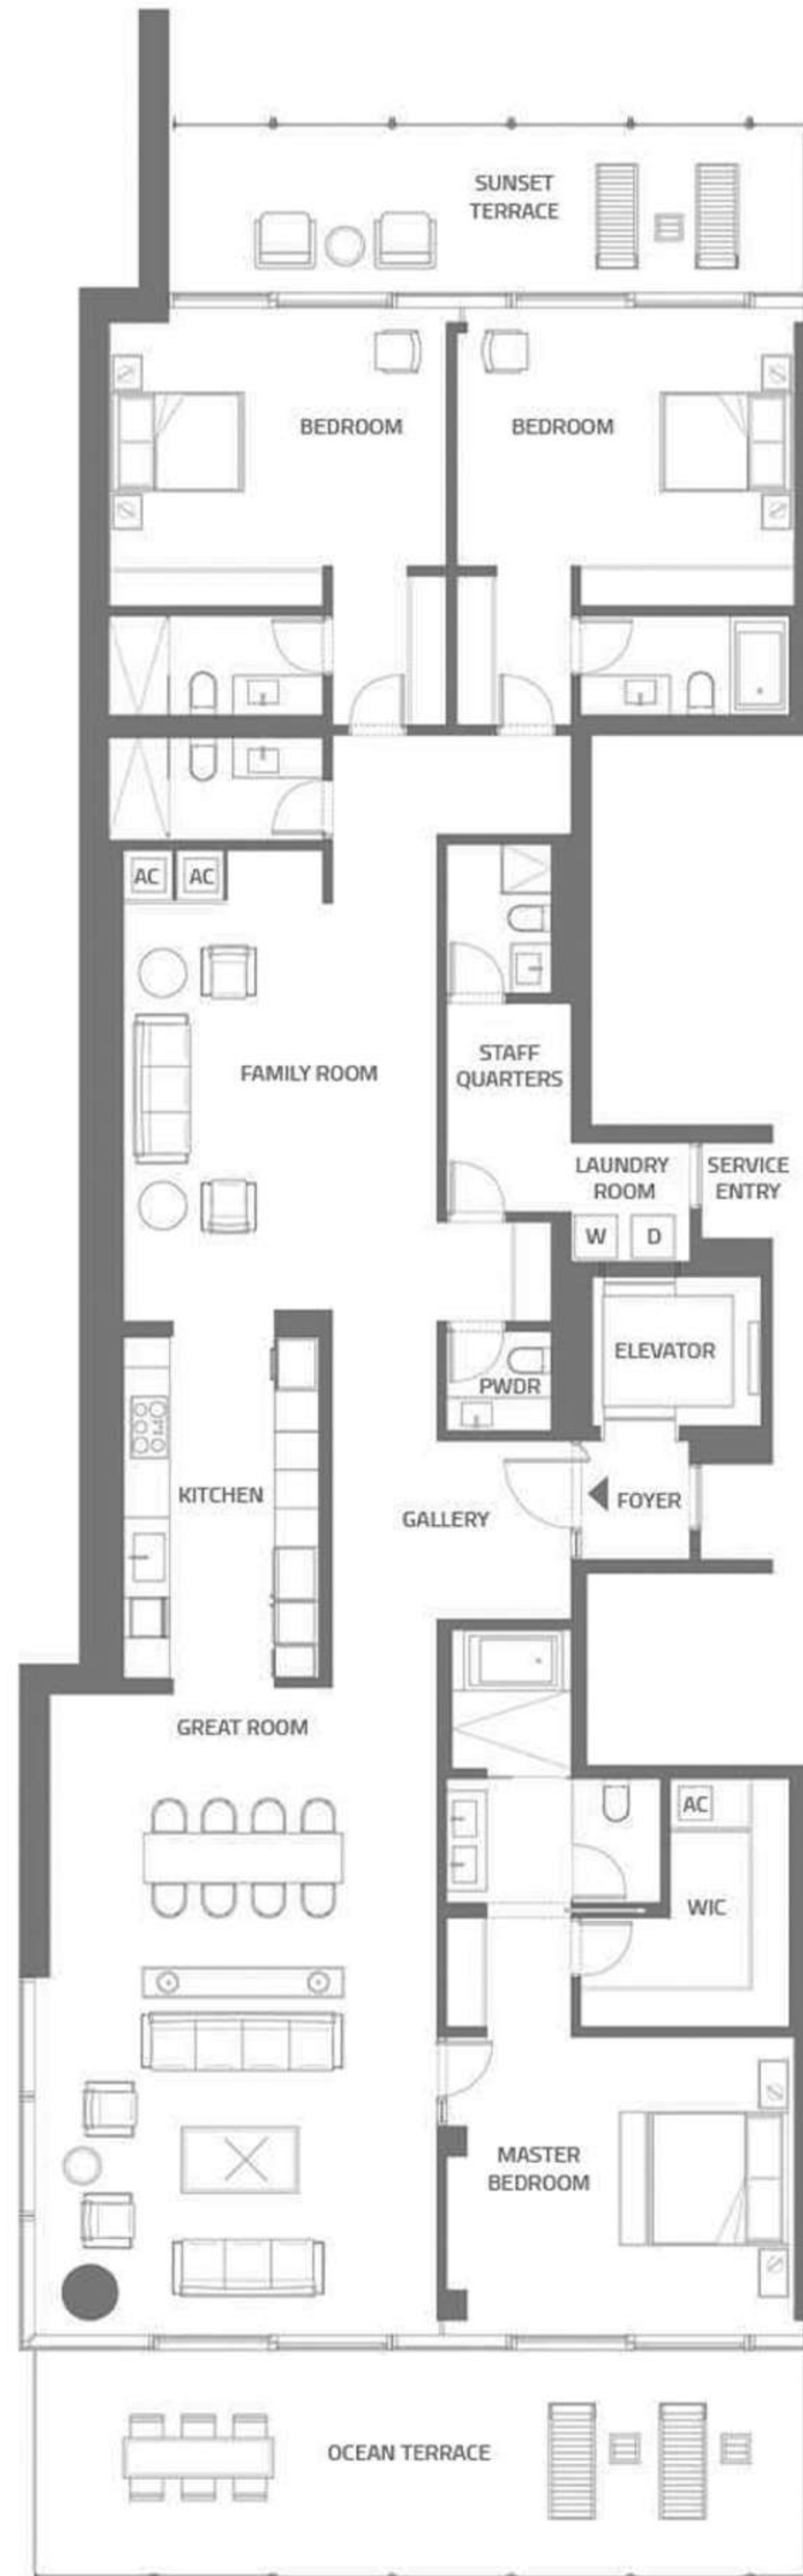 SUNSET
TERRACE
BEDROOM
BEDROOM
AC
AC
STAFF
QUARTERS
FAMILY ROOM
LAUNDRY
ROOM
SERVICE
ENTRY
W
D
ELEVATOR
PWDR
KITCHEN
FOYER
GALLERY
GREAT ROOM
AC
WIC
MASTER
BEDROOM
OCEAN TERRACE